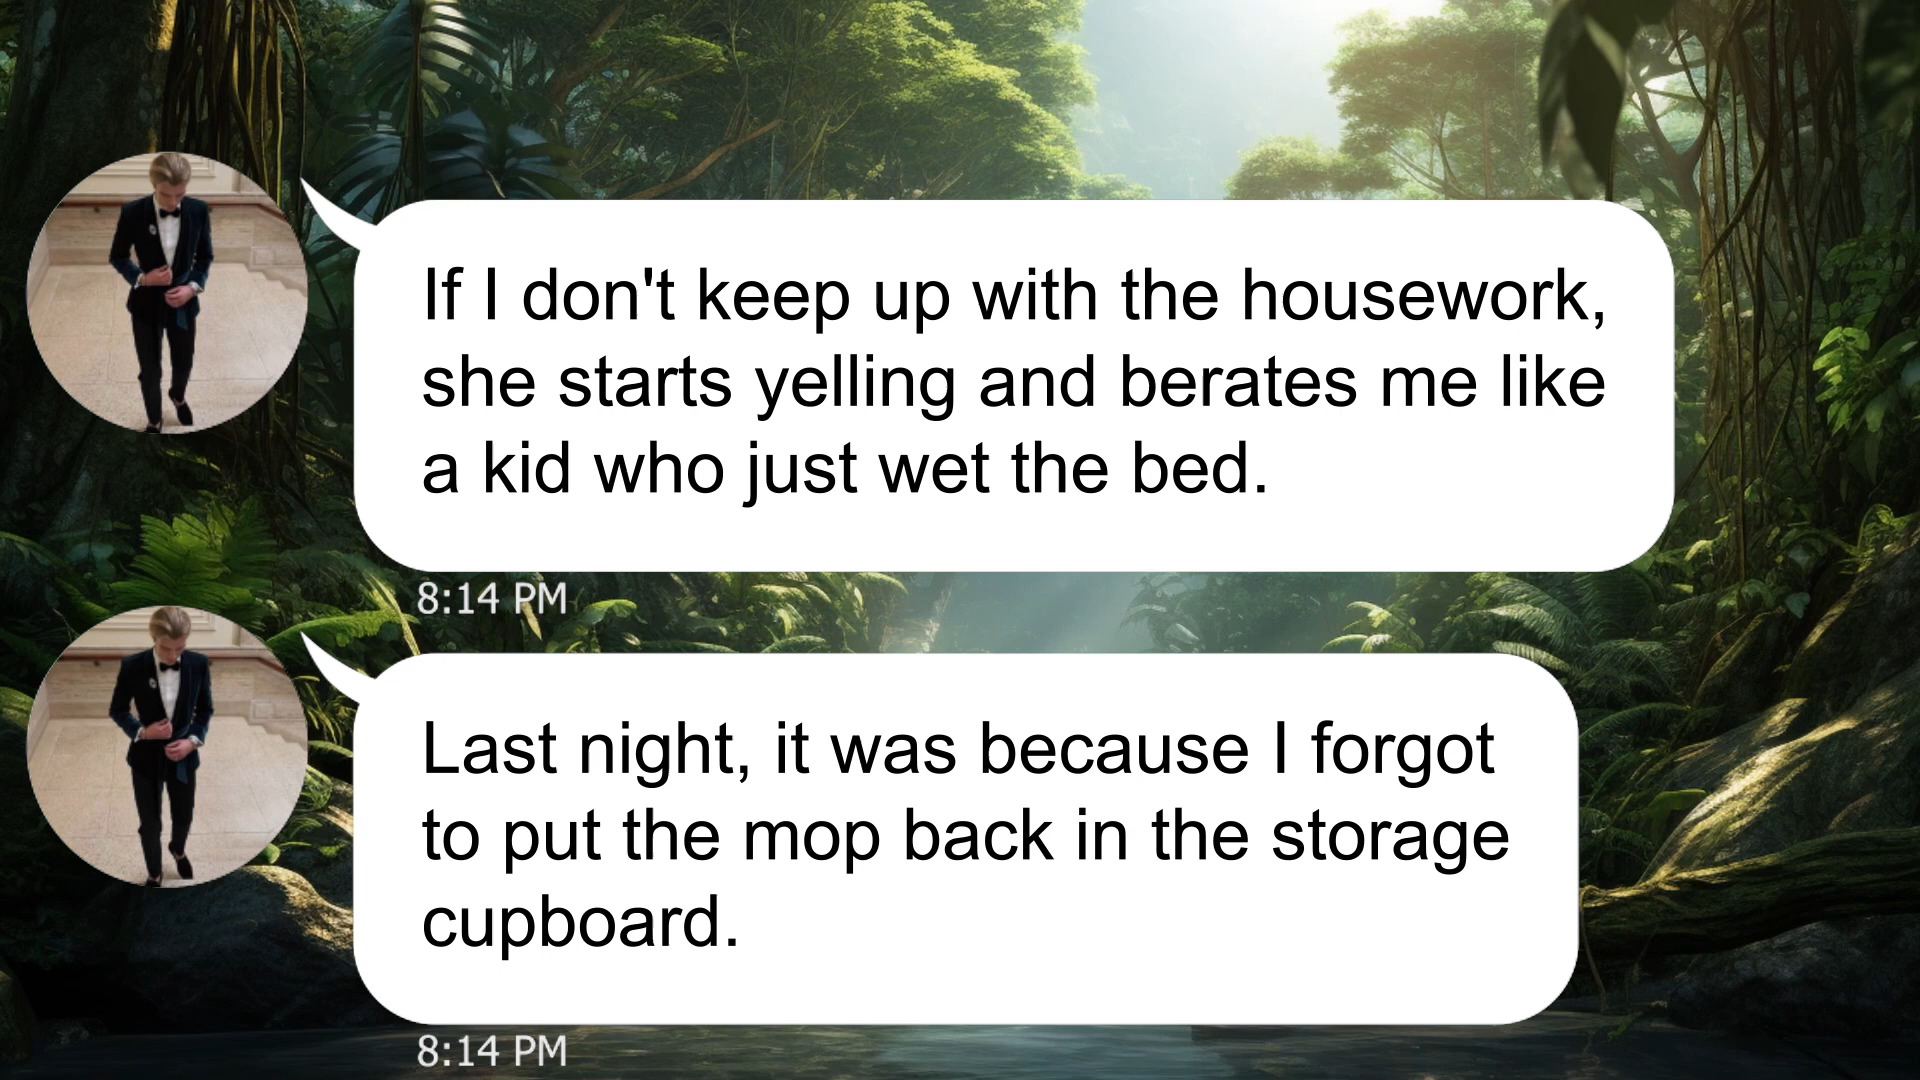 If I don't keep up with the housework,
she starts yelling and berates me like
a kid who just wet the bed.
8:14 PM
Last night, it was because I forgot
to put the mop back in the storage
cupboard.
8:14 PM